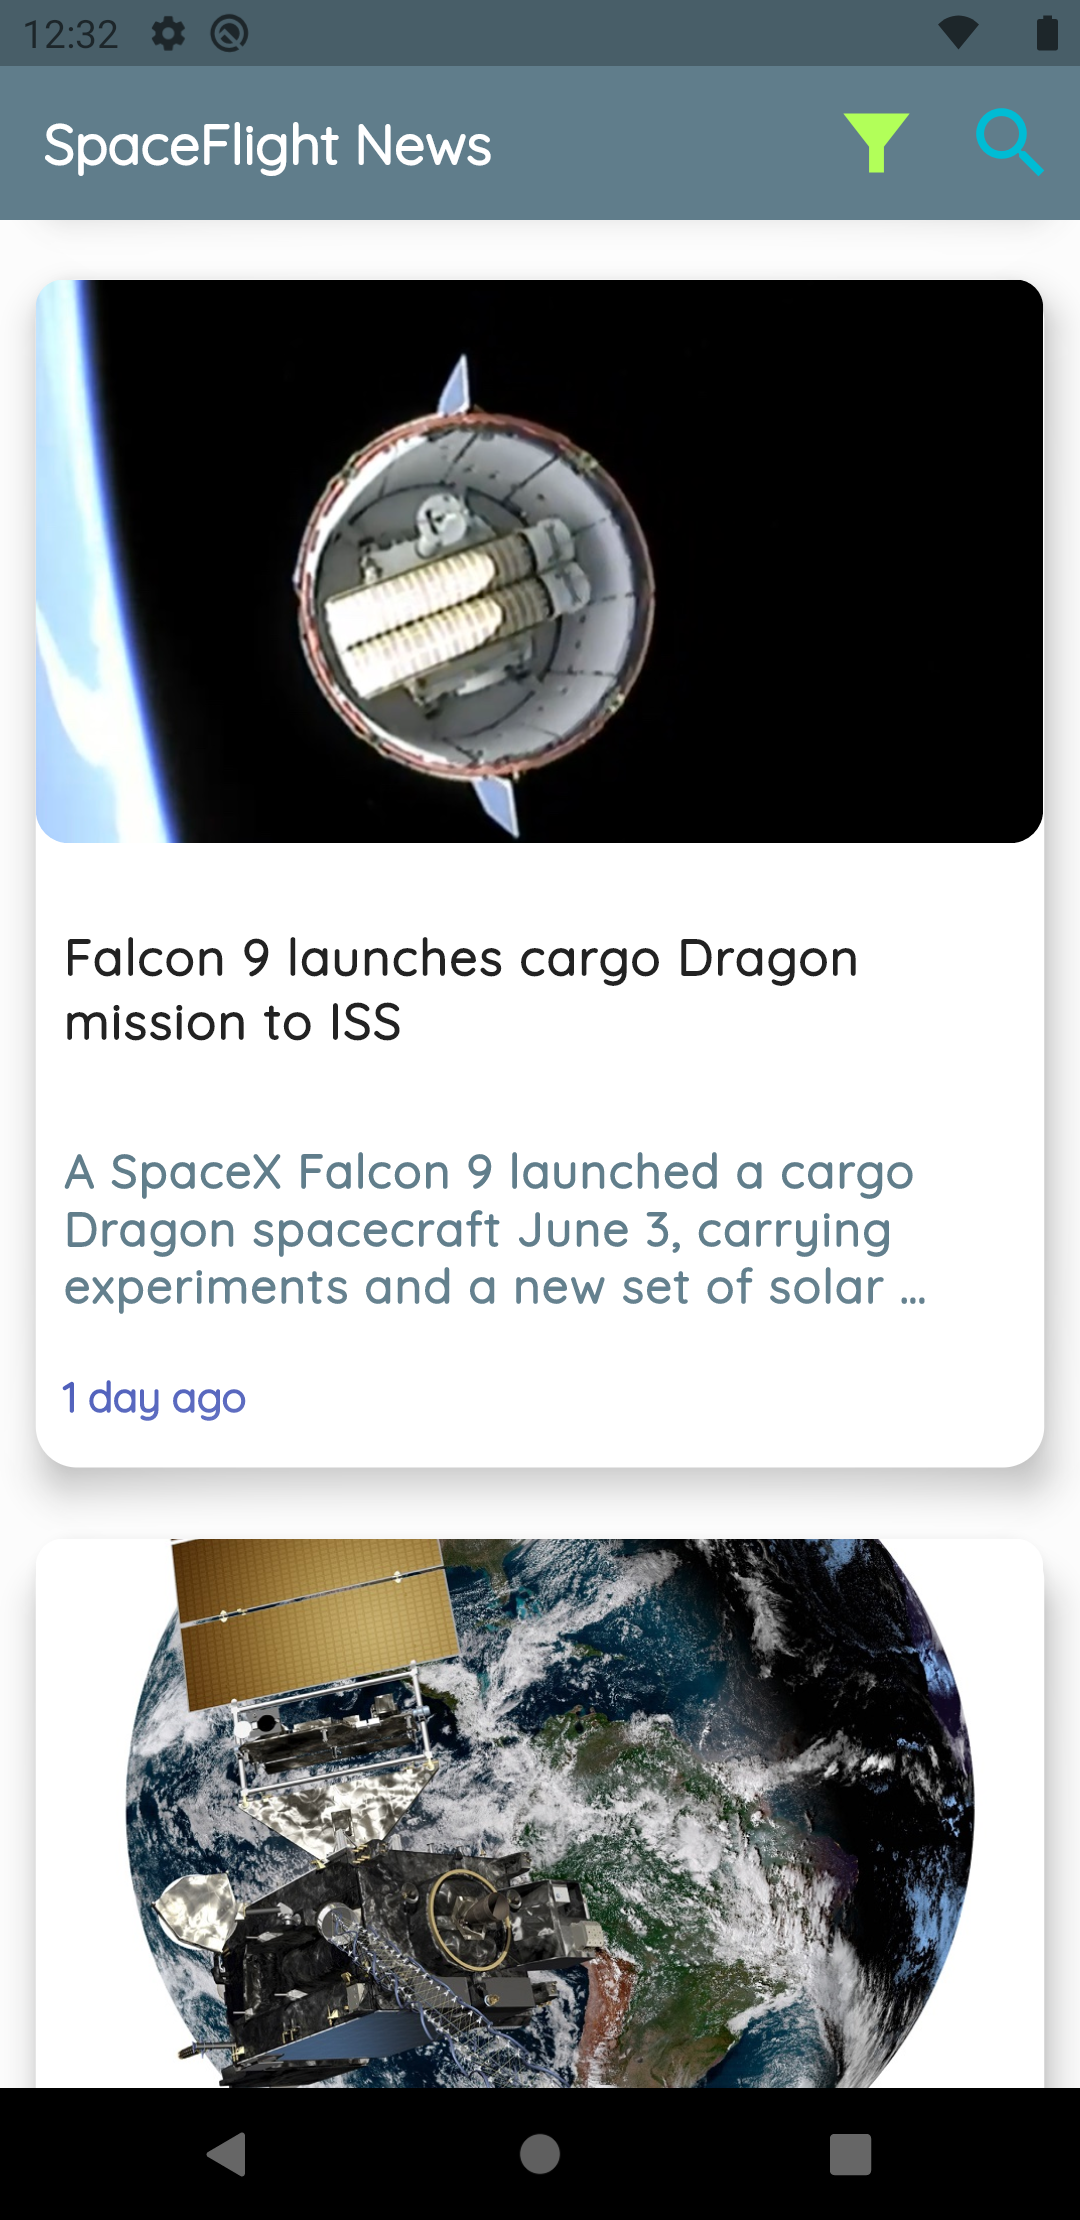 12:32
SpaceFlight News
Falcon 9 launches cargo Dragon
mission to ISS
A SpaceX Falcon 9 launched a cargo
Dragon spacecraft June 3, carrying
experiments and a new set of solar ...
1 day ago